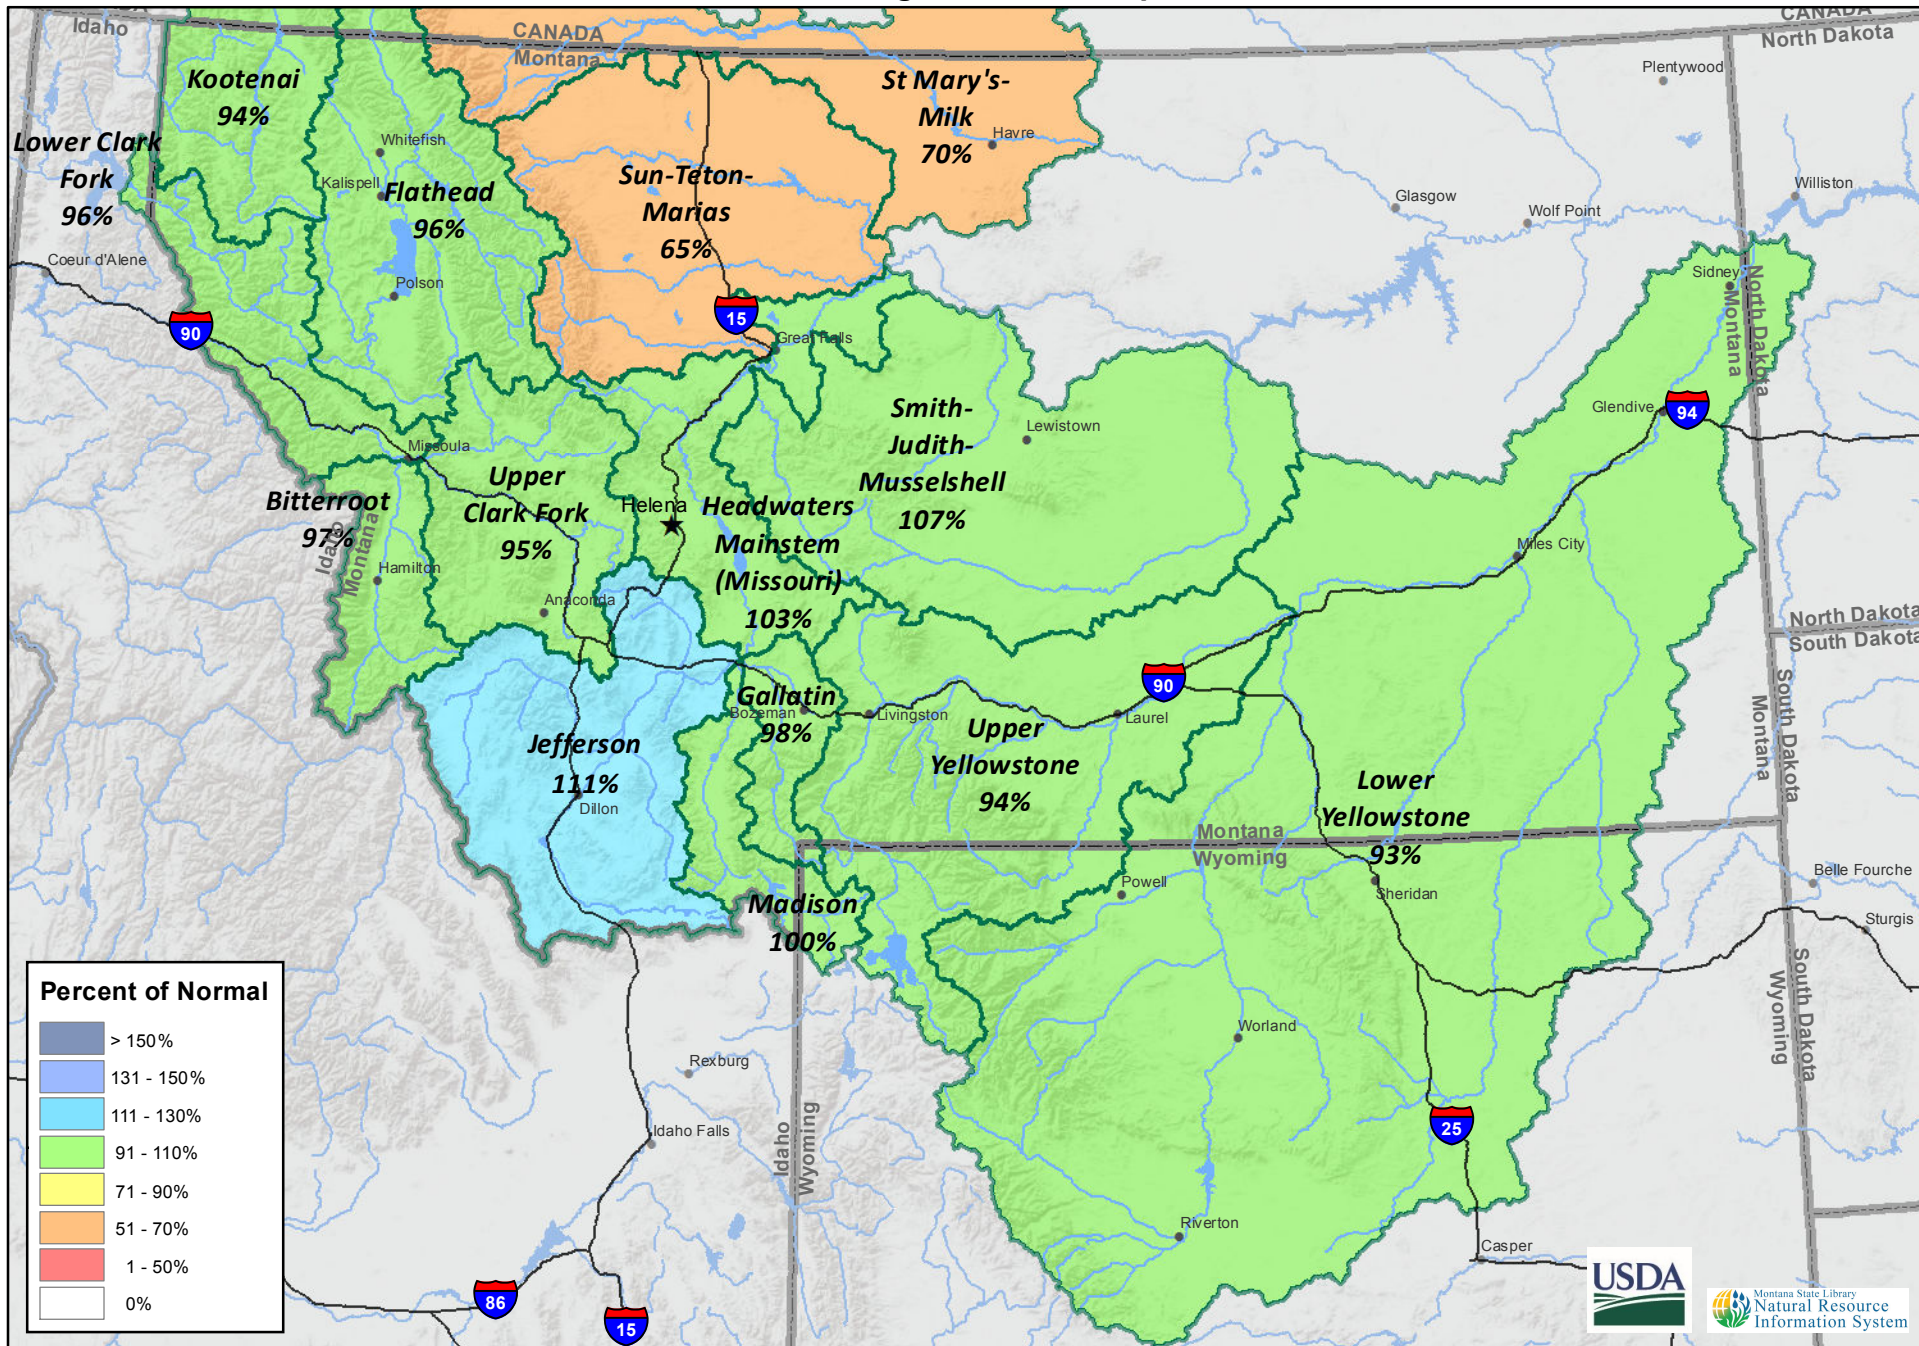 CANADA
Idaho
CANADA
Montana
CANADA
North Dakota
Kootenai
94%
St Mary's-
Milk
70%
Plentywood
Havre
Lower Clark
Fork
96%
Whitefish
Kalispell
Flathead
96%
Sun-Teton-
Marias
65%
Glasgow
Wolf Point
Williston
Coeur d'Alene
Polson
Sidney
North Dakota
Montana
90
15
Great Falls
Smith-
Judith-
Musselshell
107%
Lewistown
Glendive
94
Missoula
Upper
Clark Fork
95%
Bitterroot
97%
Idaho
Montana
Hamilton
Helena
Headwaters
Mainstem
(Missouri)
103%
Miles City
Anaconda
North Dakota
South Dakota
Gallatin
98%
Bozeman
Livingston
90
Laurel
South Dakota
Montana
Jefferson
111%
Dillon
Upper
Yellowstone
94%
Lower
Yellowstone
93%
Montana
Wyoming
Powell
Sheridan
Belle Fourche
Sturgis
Madison
100%
South Dakota
Wyoming
Percent of Normal
> 150%
131 - 150%
111 - 130%
91 - 110%
71 - 90%
51 - 70%
1 - 50%
0%
Rexburg
Idaho Falls
Idaho
Wyoming
Worland
25
Riverton
Casper
86
15
USDA
Montana State Library
Natural Resource
Information System